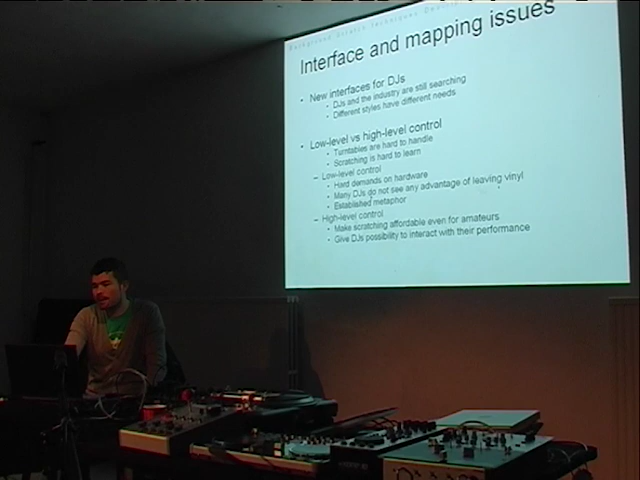 Background Scratch Techniques
Interface and mapping issues
• New interfaces for DJs
• DJs and the industry are still searching
• Different styles have different needs
• Low-level vs high-level control
• Turntables are hard to handle
• Scratching is hard to learn
– Low-level control
• Hard demands on hardware
• Many DJs do not see any advantage of leaving vinyl
• Established metaphor
– High-level control
• Make scratching affordable even for amateurs
• Give DJs possibility to interact with their performance